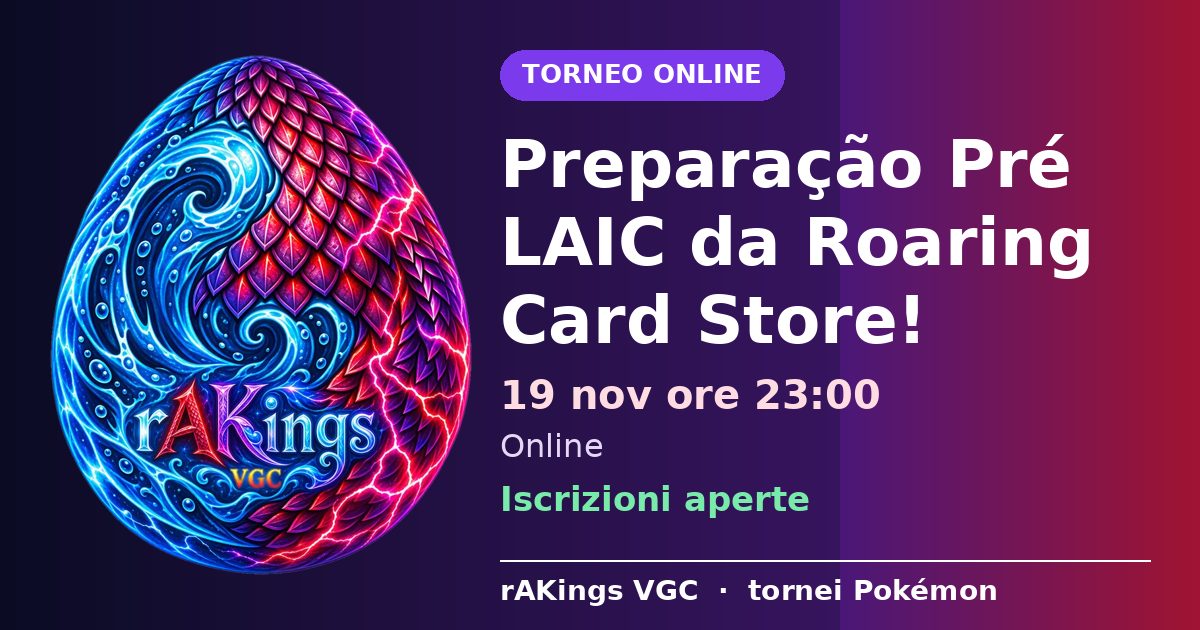 TORNEO ONLINE
Preparação Pré
LAIC da Roaring
Card Store!
19 nov ore 23:00
Online
Iscrizioni aperte
rAKings
VGC
rAKings VGC · tornei Pokémon